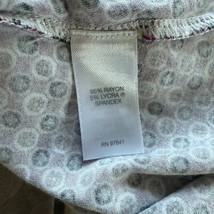 95% RAYON
5% LYCRA ®
SPANDEX
RN 97641